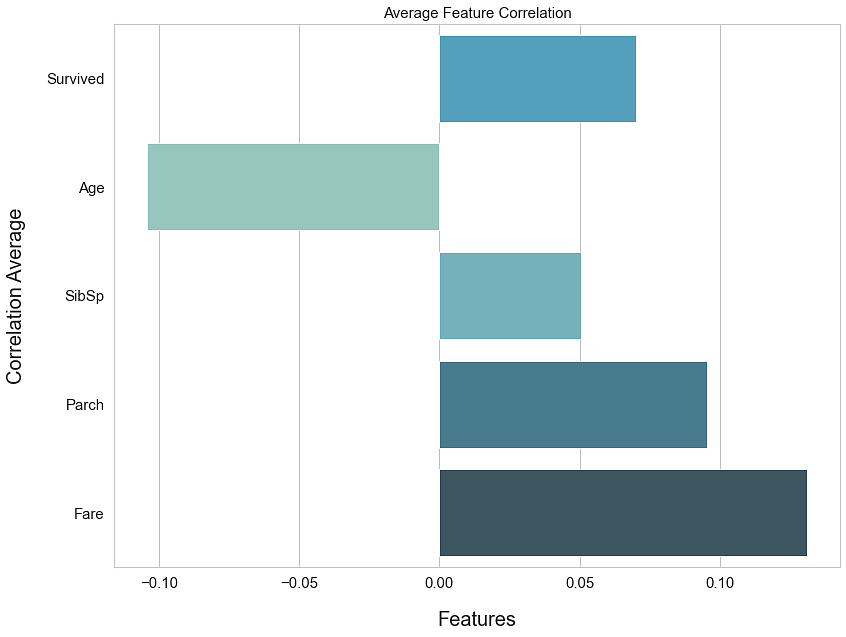 Average Feature Correlation
Survived
Age
SibSp
Parch
Fare
Correlation Average
−0.10
−0.05
0.00
0.05
0.10
Features